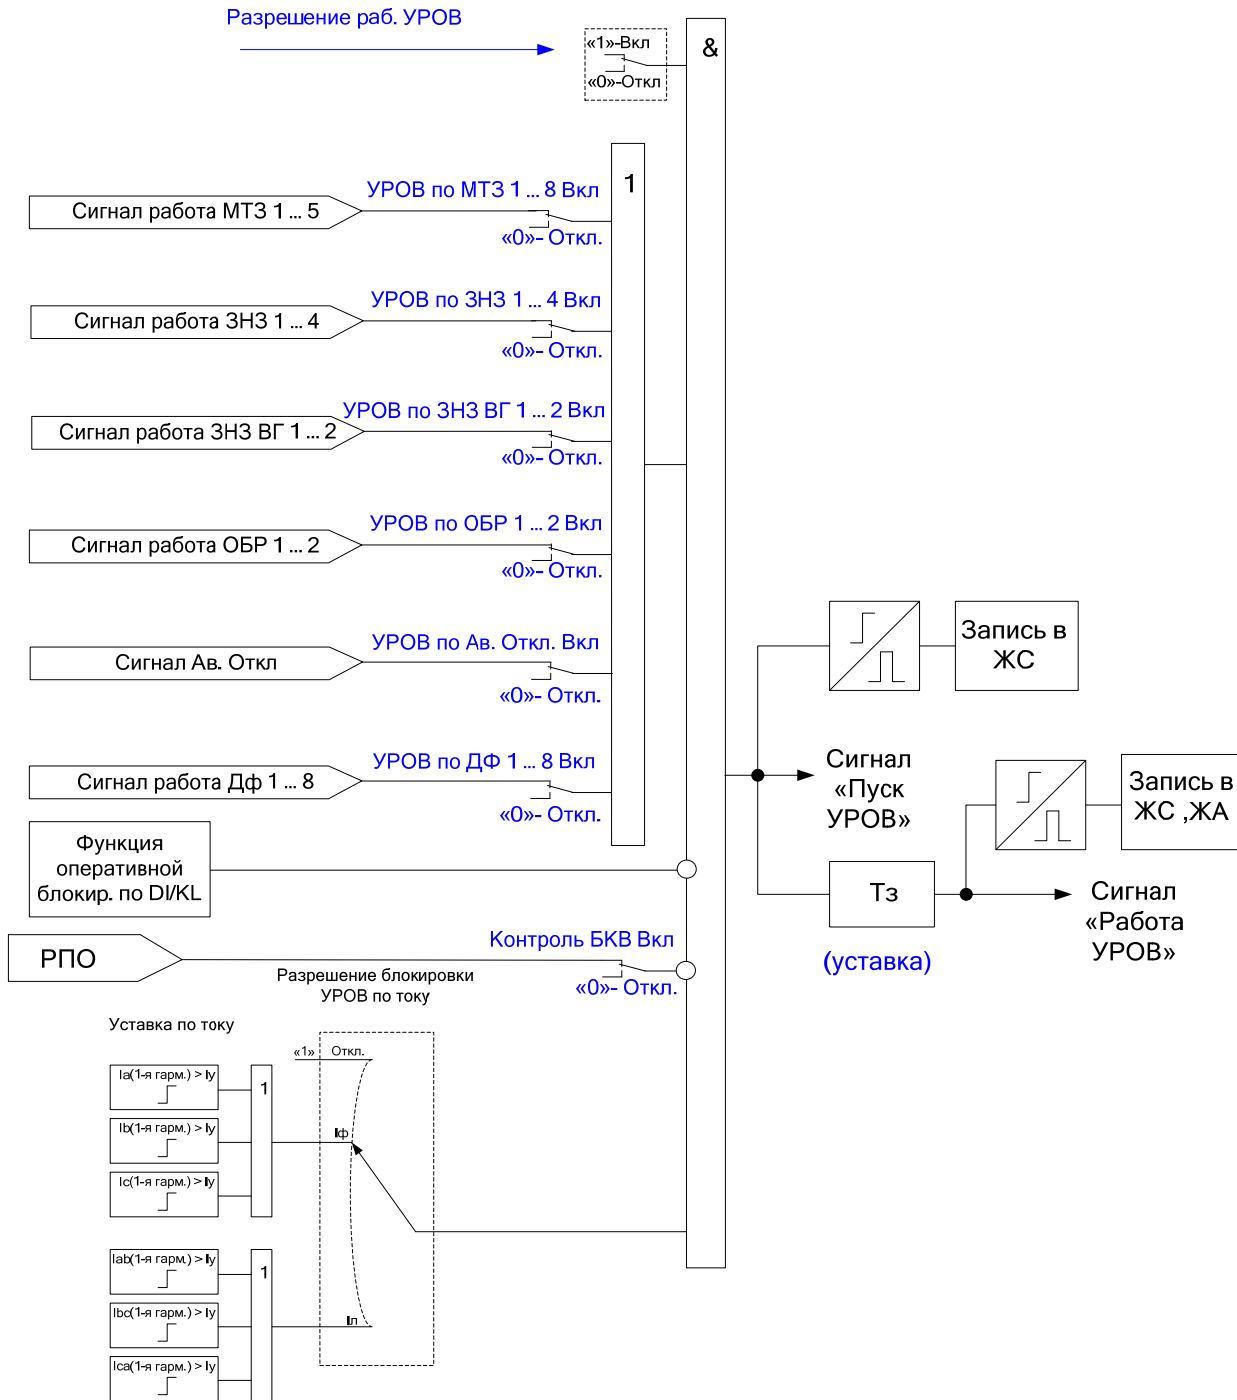 Разрешение раб. УРОВ
«1»-Вкл
«0»-Откл
&
1
УРОВ по МТЗ 1 ... 8 Вкл
Сигнал работа МТЗ 1 ... 5
«0»- Откл.
УРОВ по ЗНЗ 1 ... 4 Вкл
Сигнал работа ЗНЗ 1 ... 4
«0»- Откл.
УРОВ по ЗНЗ ВГ 1 ... 2 Вкл
Сигнал работа ЗНЗ ВГ 1 ... 2
«0»- Откл.
УРОВ по ОБР 1 ... 2 Вкл
Сигнал работа ОБР 1 ... 2
«0»- Откл.
УРОВ по Ав. Откл. Вкл
Сигнал Ав. Откл
«0»- Откл.
УРОВ по ДФ 1 ... 8 Вкл
Сигнал работа Дф 1 ... 8
«0»- Откл.
Функция
оперативной
блокир. по DI/KL
РПО
Контроль БКВ Вкл
«0»- Откл.
Разрешение блокировки
УРОВ по току
Уставка по току
«1» Откл.
Ia(1-я гарм.) > Iу
1
Iф
Ib(1-я гарм.) > Iу
Ic(1-я гарм.) > Iу
Iab(1-я гарм.) > Iу
1
Ibc(1-я гарм.) > Iу
Iл
Ica(1-я гарм.) > Iу
Запись в
ЖС
Сигнал
«Пуск
УРОВ»
Запись в
ЖС ,ЖА
Тз
(уставка)
Сигнал
«Работа
УРОВ»